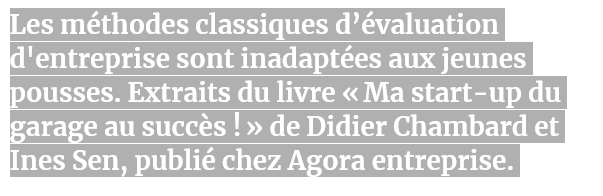 Les méthodes classiques d’évaluation
d'entreprise sont inadaptées aux jeunes
pousses. Extraits du livre « Ma start-up du
garage au succès ! » de Didier Chambard et
Ines Sen, publié chez Agora entreprise.